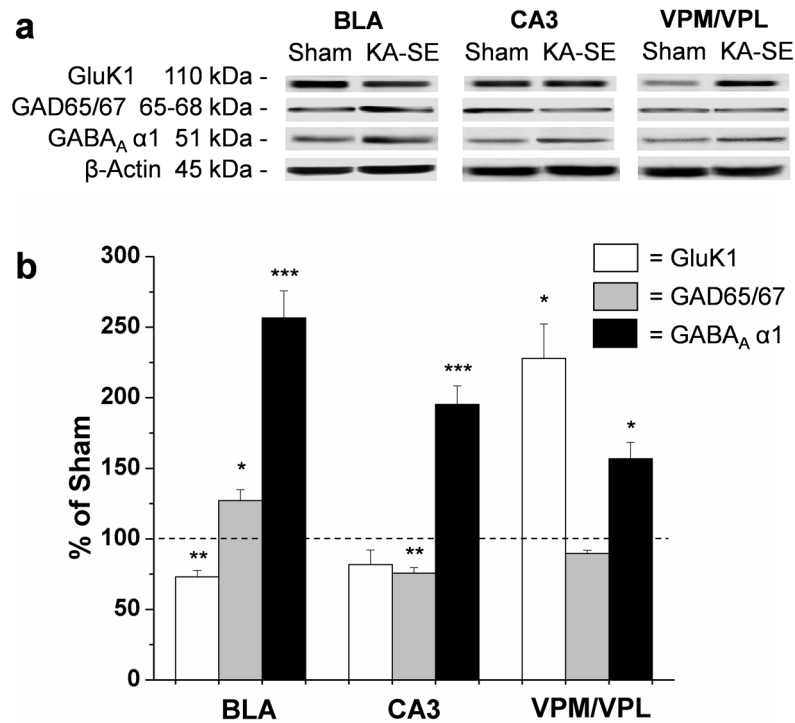 a
BLA CA3 VPM/VPL
Sham KA-SE Sham KA-SE Sham KA-SE
GluK1 110 kDa -
GAD65/67 65-68 kDa -
GABAA α1 51 kDa -
β-Actin 45 kDa -
b
% of Sham
300
250
200
150
100
50
0
***
*
**
***
**
*
*
= GluK1
= GAD65/67
= GABAA α1
BLA CA3 VPM/VPL